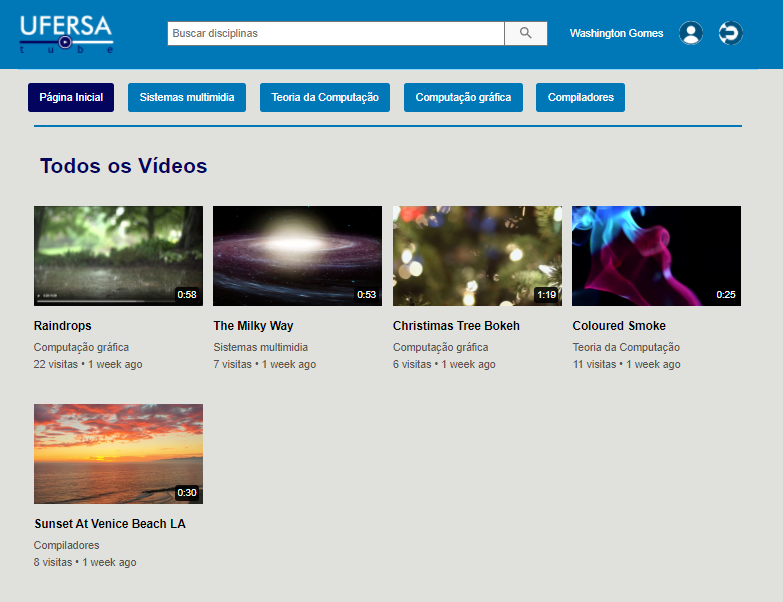 UFERSA
tube
Buscar disciplinas
Washington Gomes
Página Inicial
Sistemas multimidia
Teoria da Computação
Computação gráfica
Compiladores
Todos os Vídeos
0:58
0:53
1:19
0:25
Raindrops
The Milky Way
Christimas Tree Bokeh
Coloured Smoke
Computação gráfica
Sistemas multimidia
Computação gráfica
Teoria da Computação
22 visitas • 1 week ago
7 visitas • 1 week ago
6 visitas • 1 week ago
11 visitas • 1 week ago
0:30
Sunset At Venice Beach LA
Compiladores
8 visitas • 1 week ago